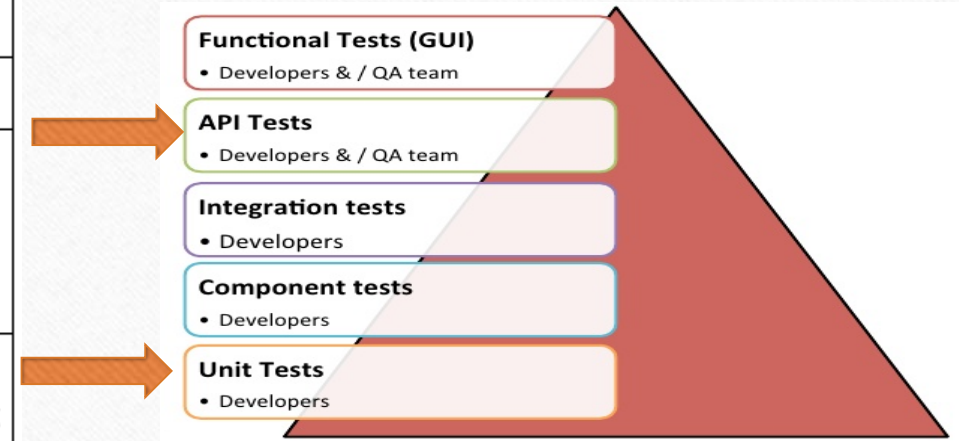 Functional Tests (GUI)
• Developers & / QA team
API Tests
• Developers & / QA team
Integration tests
• Developers
Component tests
• Developers
Unit Tests
• Developers